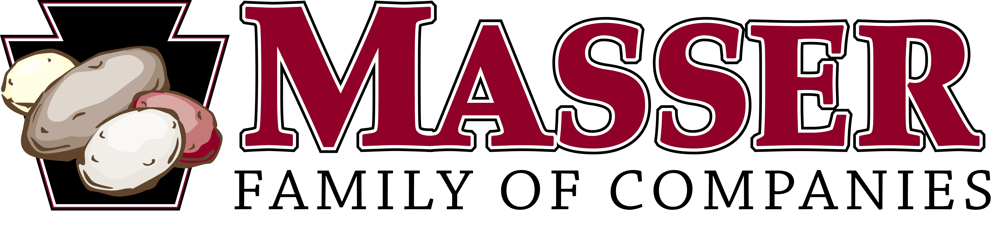 MASSER
FAMILY OF COMPANIES